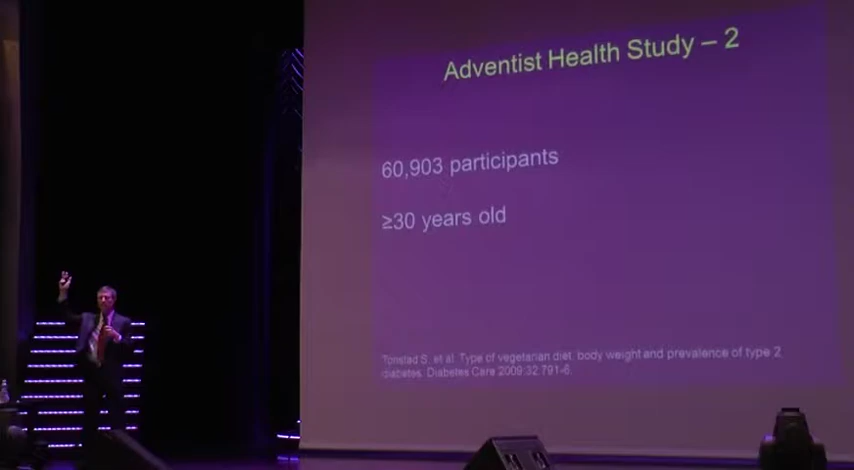 Adventist Health Study – 2
60,903 participants
≥30 years old
Tonstad S, et al. Type of vegetarian diet, body weight and prevalence of type 2
diabetes. Diabetes Care 2009;32:791-6.